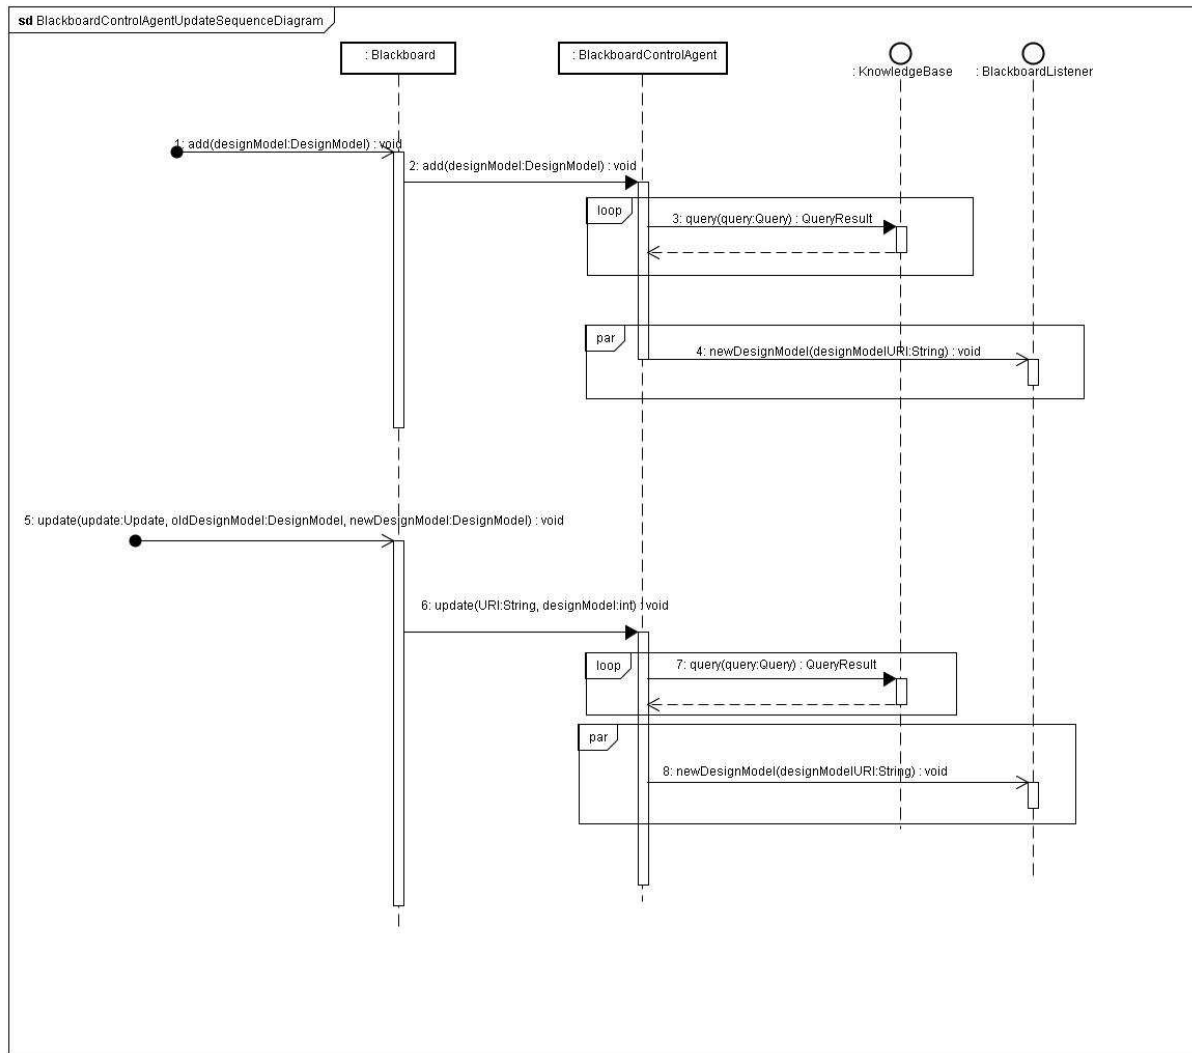 sd BlackboardControlAgentUpdateSequenceDiagram
: Blackboard
: BlackboardControlAgent
: KnowledgeBase
: BlackboardListener
1: add(designModel:DesignModel) : void
2: add(designModel:DesignModel) : void
loop
3: query(query:Query) : QueryResult
par
4: newDesignModel(designModelURI:String) : void
5: update(update:Update, oldDesignModel:DesignModel, newDesignModel:DesignModel) : void
6: update(URI:String, designModel:int) : void
loop
7: query(query:Query) : QueryResult
par
8: newDesignModel(designModelURI:String) : void